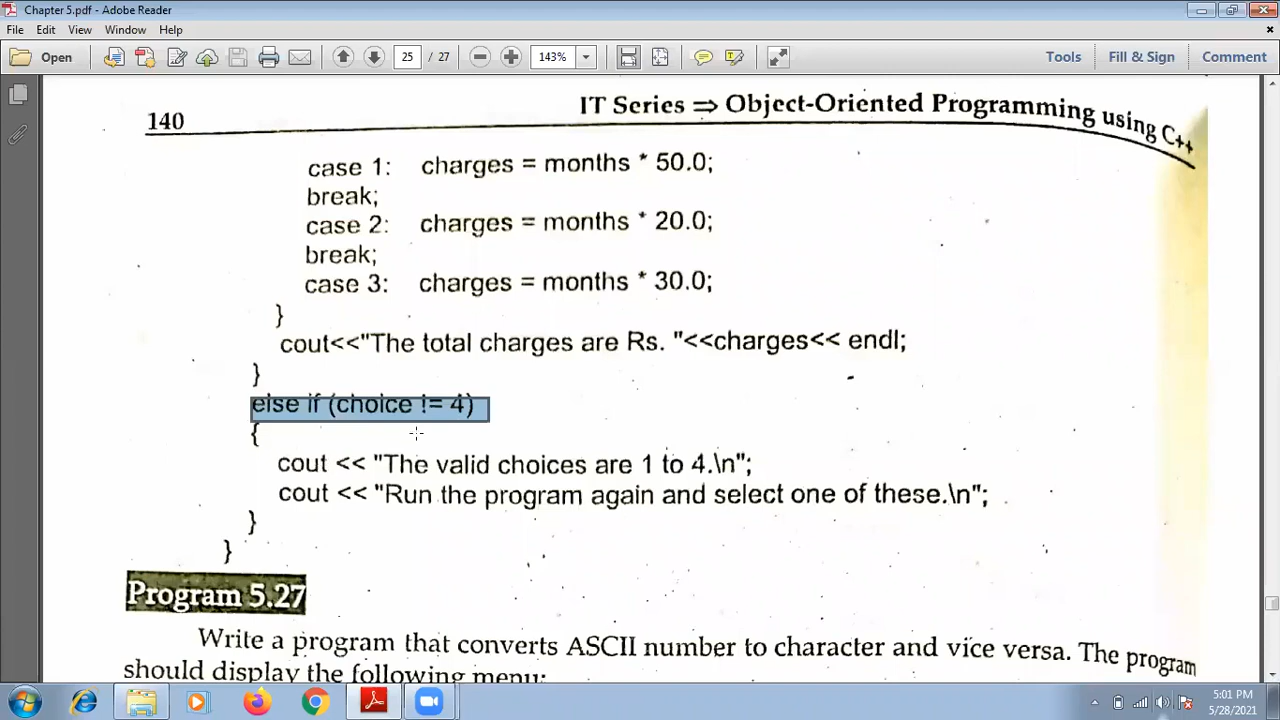 Chapter 5.pdf - Adobe Reader
File Edit View Window Help
Open 25 / 27 143% Tools Fill & Sign Comment
140 IT Series ⇒ Object-Oriented Programming using C++
case 1: charges = months * 50.0;
break;
case 2: charges = months * 20.0;
break;
case 3: charges = months * 30.0;
}
cout<<"The total charges are Rs. "<<charges<< endl;
}
else if (choice != 4)
{
cout << "The valid choices are 1 to 4.\n";
cout << "Run the program again and select one of these.\n";
}
}
Program 5.27
Write a program that converts ASCII number to character and vice versa. The program
should display the following menu:
5:01 PM
5/28/2021